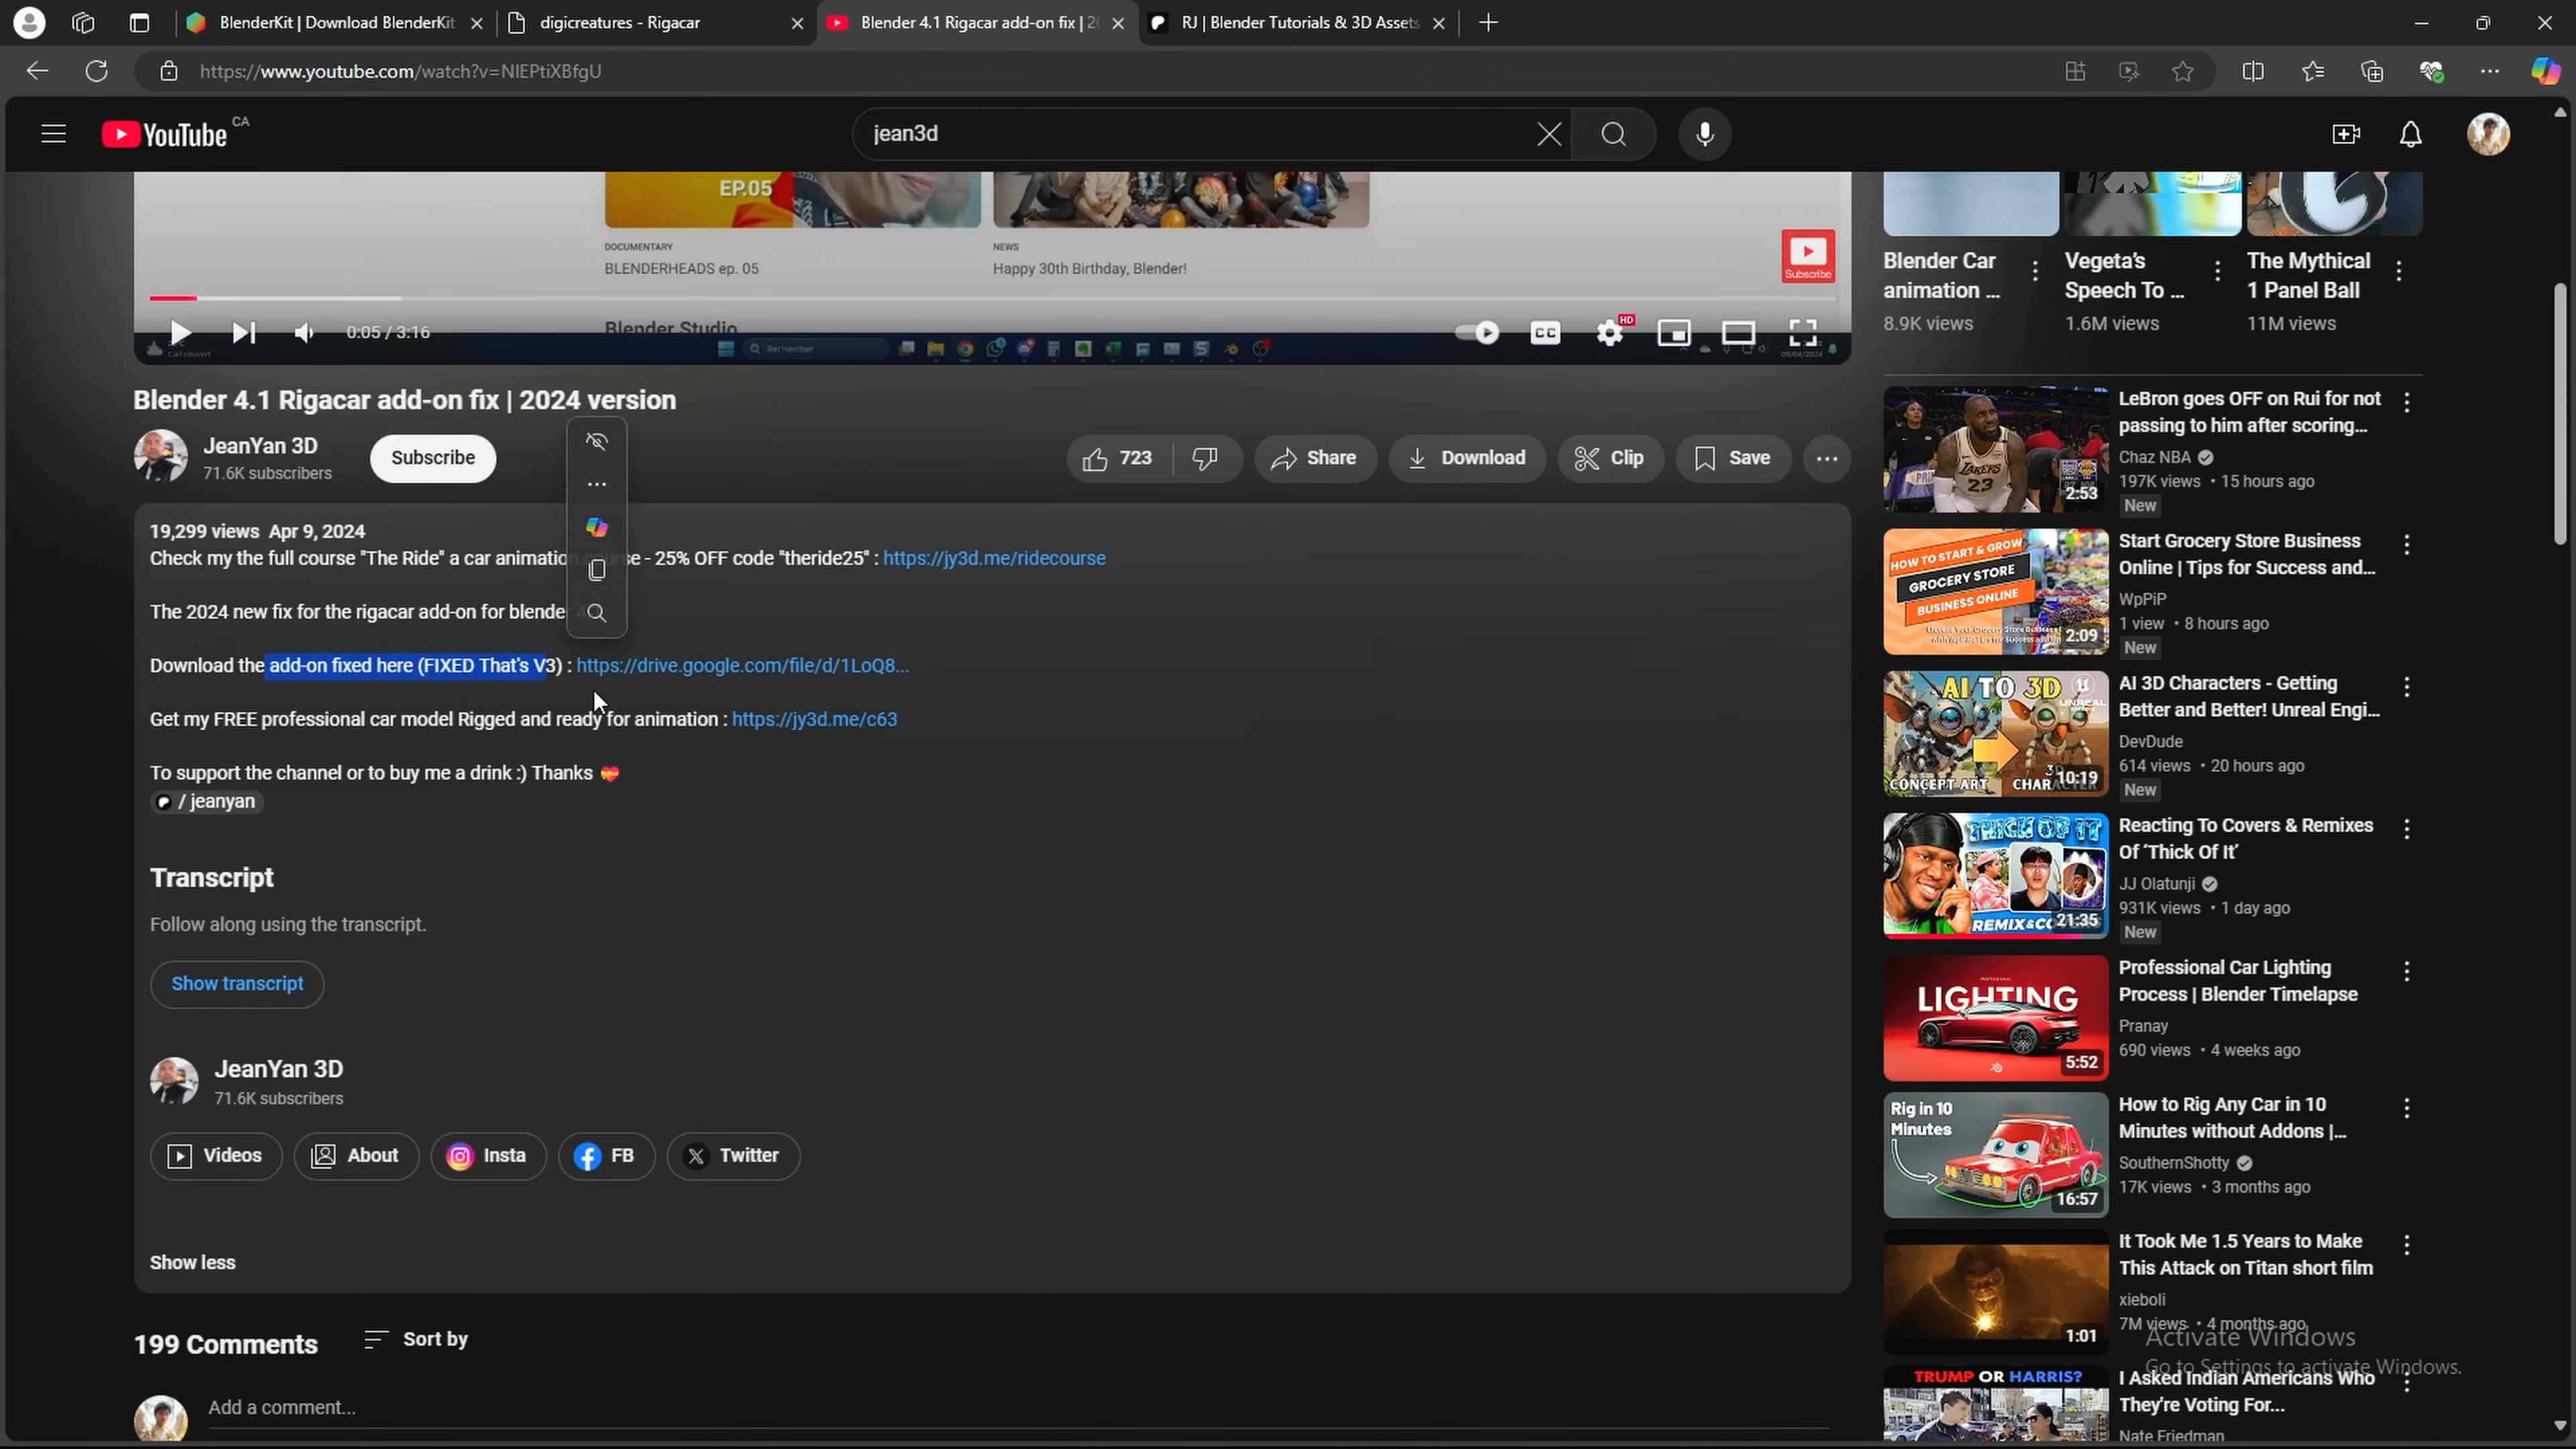 BlenderKit | Download BlenderKit
digicreatures - Rigacar
Blender 4.1 Rigacar add-on fix | 2
RJ | Blender Tutorials & 3D Assets
https://www.youtube.com/watch?v=NIEPtiXBfgU
YouTube CA
jean3d
EP.05
DOCUMENTARY
BLENDERHEADS ep. 05
NEWS
Happy 30th Birthday, Blender!
Subscribe
Blender Studio
0:05 / 3:16
CC
HD
Ciel couvert
Rechercher
09/04/2024
Blender 4.1 Rigacar add-on fix | 2024 version
JeanYan 3D
71.6K subscribers
Subscribe
723
Share
Download
Clip
Save
19,299 views Apr 9, 2024
Check my the full course "The Ride" a car animation course - 25% OFF code "theride25" : https://jy3d.me/ridecourse
The 2024 new fix for the rigacar add-on for blender
Download the add-on fixed here (FIXED That's V3) : https://drive.google.com/file/d/1LoQ8...
Get my FREE professional car model Rigged and ready for animation : https://jy3d.me/c63
To support the channel or to buy me a drink :) Thanks 💝
/ jeanyan
Transcript
Follow along using the transcript.
Show transcript
JeanYan 3D
71.6K subscribers
Videos
About
Insta
FB
Twitter
Show less
199 Comments
Sort by
Add a comment...
Blender Car
animation ...
8.9K views
Vegeta's
Speech To ...
1.6M views
The Mythical
1 Panel Ball
11M views
LAKERS
23
2:53
LeBron goes OFF on Rui for not
passing to him after scoring...
Chaz NBA
197K views • 15 hours ago
New
HOW TO START & GROW
GROCERY STORE
BUSINESS ONLINE
2:09
Start Grocery Store Business
Online | Tips for Success and...
WpPiP
1 view • 8 hours ago
New
AI TO 3D
UNREAL
CONCEPT ART
3D
CHARACTER
10:19
AI 3D Characters - Getting
Better and Better! Unreal Engi...
DevDude
614 views • 20 hours ago
New
THICK OF IT
REMIX&CO
21:35
Reacting To Covers & Remixes
Of 'Thick Of It'
JJ Olatunji
931K views • 1 day ago
New
PROFESSIONAL CAR
LIGHTING
5:52
Professional Car Lighting
Process | Blender Timelapse
Pranay
690 views • 4 weeks ago
Rig in 10
Minutes
16:57
How to Rig Any Car in 10
Minutes without Addons |...
SouthernShotty
17K views • 3 months ago
1:01
It Took Me 1.5 Years to Make
This Attack on Titan short film
xieboli
7M views • 4 months ago
Activate Windows
Go to Settings to activate Windows.
TRUMP OR HARRIS?
I Asked Indian Americans Who
They're Voting For...
Nate Friedman